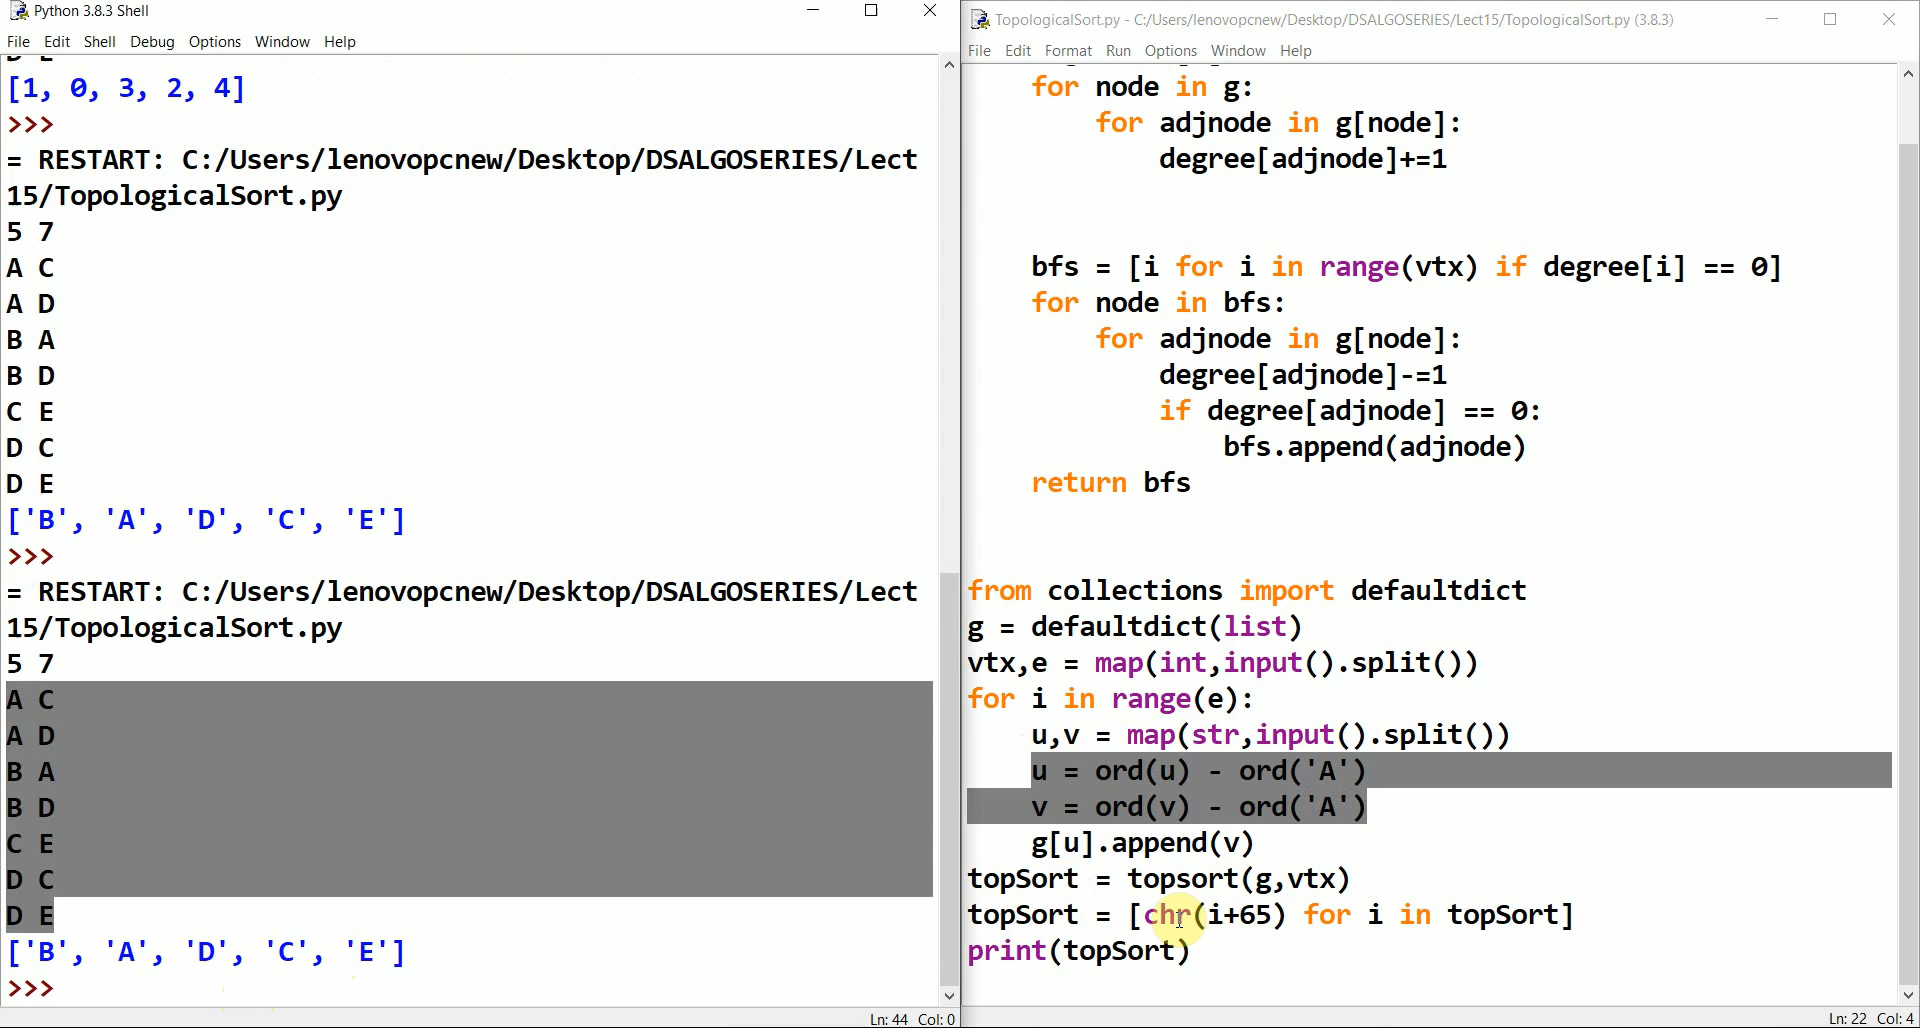 Python 3.8.3 Shell
File Edit Shell Debug Options Window Help
[1, 0, 3, 2, 4]
>>>
= RESTART: C:/Users/lenovopcnew/Desktop/DSALGOSERIES/Lect
15/TopologicalSort.py
5 7
A C
A D
B A
B D
C E
D C
D E
['B', 'A', 'D', 'C', 'E']
>>>
= RESTART: C:/Users/lenovopcnew/Desktop/DSALGOSERIES/Lect
15/TopologicalSort.py
5 7
A C
A D
B A
B D
C E
D C
D E
['B', 'A', 'D', 'C', 'E']
>>>
Ln: 44 Col: 0
TopologicalSort.py - C:/Users/lenovopcnew/Desktop/DSALGOSERIES/Lect15/TopologicalSort.py (3.8.3)
File Edit Format Run Options Window Help
for node in g:
for adjnode in g[node]:
degree[adjnode]+=1
bfs = [i for i in range(vtx) if degree[i] == 0]
for node in bfs:
for adjnode in g[node]:
degree[adjnode]-=1
if degree[adjnode] == 0:
bfs.append(adjnode)
return bfs
from collections import defaultdict
g = defaultdict(list)
vtx,e = map(int,input().split())
for i in range(e):
u,v = map(str,input().split())
u = ord(u) - ord('A')
v = ord(v) - ord('A')
g[u].append(v)
topSort = topsort(g,vtx)
topSort = [chr(i+65) for i in topSort]
print(topSort)
Ln: 22 Col: 4